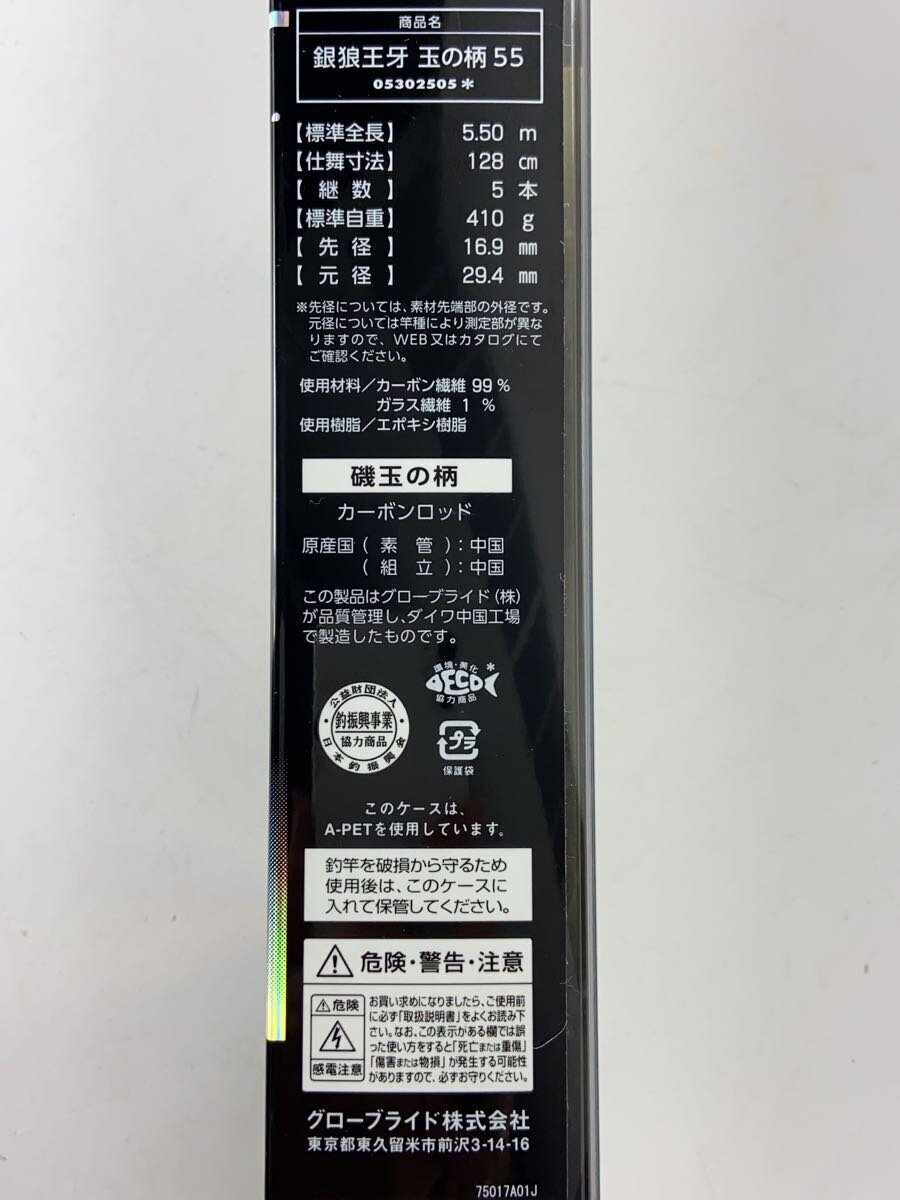 商品名
銀狼王牙 玉の柄 55
05302505*
【標準全長】 5.50 m
【仕舞寸法】 128 cm
【 継 数 】 5 本
【標準自重】 410 g
【 先 径 】 16.9 mm
【 元 径 】 29.4 mm
※先径については、素材先端部の外径です。
元径については竿種により測定部が異な
りますので、WEB又はカタログにて
ご確認ください。
使用材料/カーボン繊維 99 %
ガラス繊維 1 %
使用樹脂/エポキシ樹脂
磯玉の柄
カーボンロッド
原産国 ( 素 管 ) : 中国
( 組 立 ) : 中国
この製品はグローブライド(株)
が品質管理し、ダイワ中国工場
で製造したものです。
環境・美化*
ECO
協力商品
公益財団法人
釣振興事業
協力商品
日本釣振興会
プラ
保護袋
このケースは、
A-PETを使用しています。
釣竿を破損から守るため
使用後は、このケースに
入れて保管してください。
危険・警告・注意
危険
感電注意
お買い求めになりましたら、ご使用前
に必ず「取扱説明書」をよくお読み下
さい。なお、この表示がある欄では誤
った使い方をすると「死亡または重傷」
「傷害または物損」が発生する可能性
がありますので、必ずお守りください。
グローブライド株式会社
東京都東久留米市前沢3-14-16
75017A01J